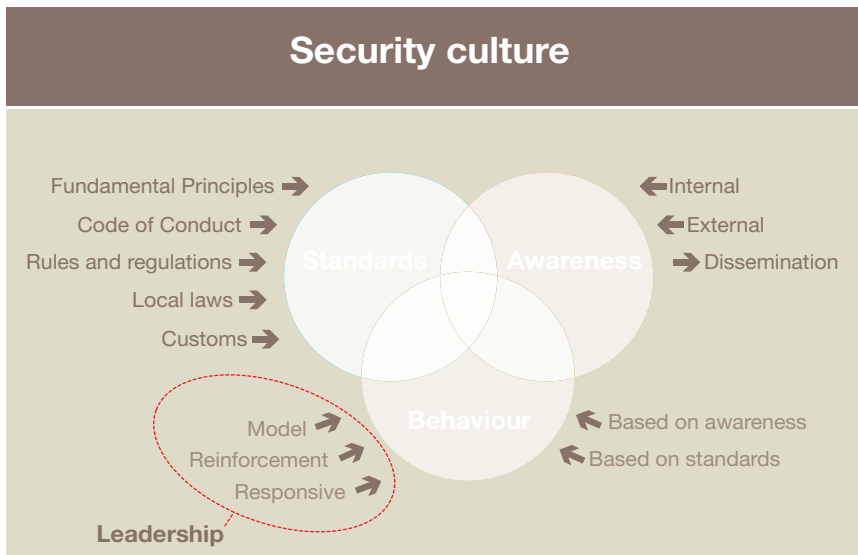 Security culture
Fundamental Principles
Code of Conduct
Rules and regulations
Local laws
Customs
Standards
Awareness
Internal
External
Dissemination
Behaviour
Model
Reinforcement
Responsive
Leadership
Based on awareness
Based on standards